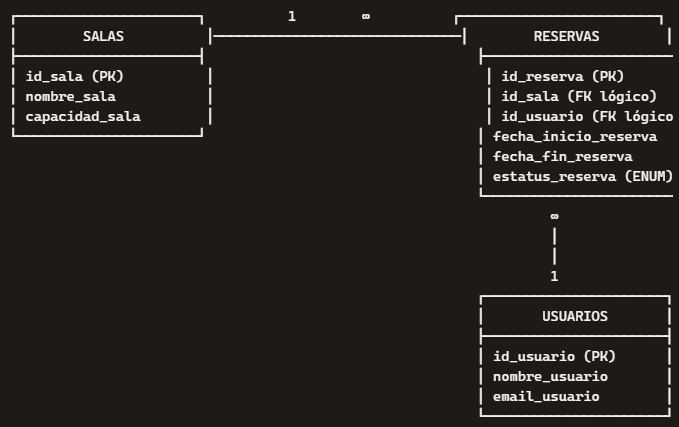 1 ∞
SALAS RESERVAS
id_sala (PK) id_reserva (PK)
nombre_sala id_sala (FK lógico)
capacidad_sala id_usuario (FK lógico
fecha_inicio_reserva
fecha_fin_reserva
estatus_reserva (ENUM)
∞
1
USUARIOS
id_usuario (PK)
nombre_usuario
email_usuario